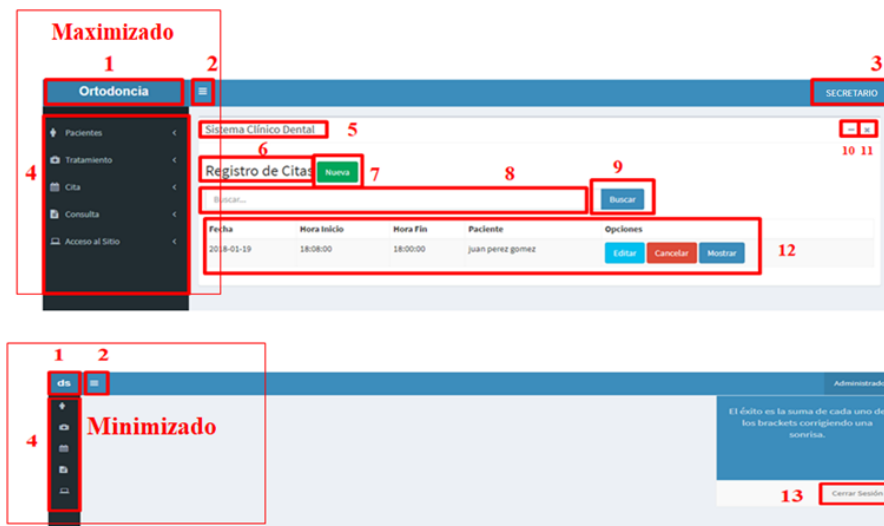 Maximizado
1 2 3
Ortodoncia
SECRETARIO
4
Pacientes
Tratamiento
Cita
Consulta
Acceso al Sitio
Sistema Clínico Dental 5
10 11
6
Registro de Citas Nueva 7 8 9
Buscar... Buscar
Fecha Hora Inicio Hora Fin Paciente Opciones
2018-01-19 18:08:00 18:00:00 juan perez gomez Editar Cancelar Mostrar 12
1 2
ds Administrado
4 Minimizado
El éxito es la suma de cada uno de
los brackets corrigiendo una
sonrisa.
13 Cerrar Sesión